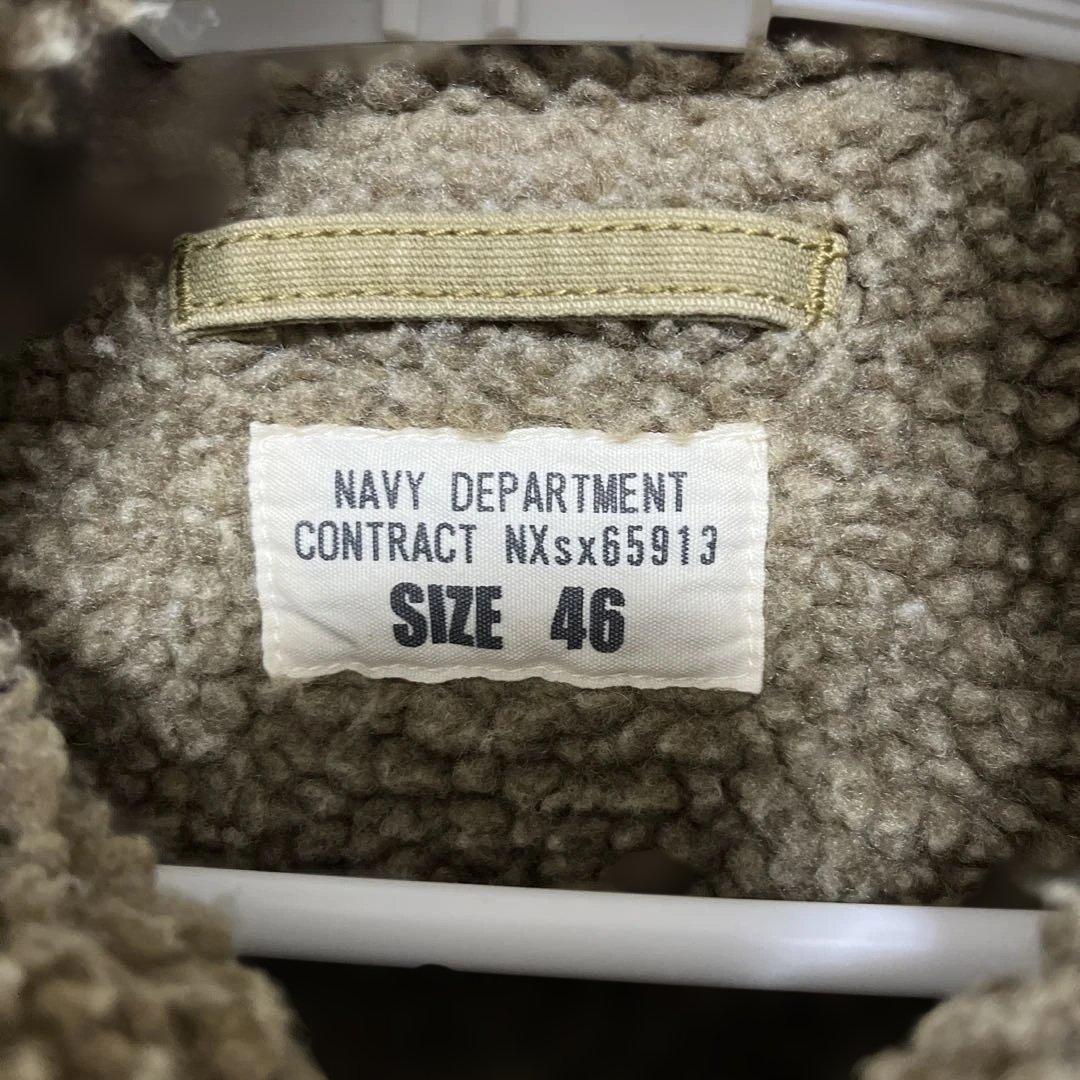 NAVY DEPARTMENT
CONTRACT NXsx65913
SIZE 46